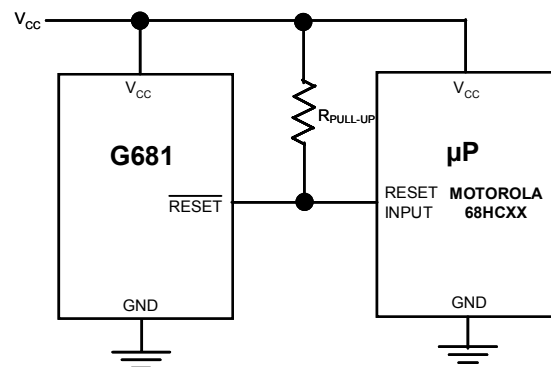 VCC
VCC
G681
RESET
GND
RPULL-UP
VCC
µP
RESET
INPUT
MOTOROLA
68HCXX
GND